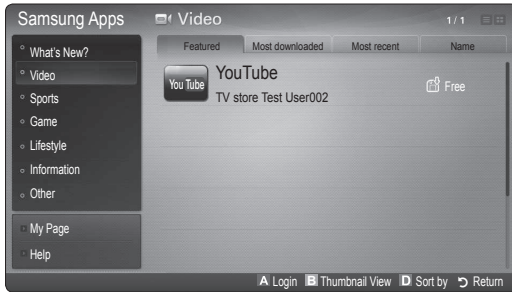 Samsung Apps
Video
1 / 1
What's New?
Video
Sports
Game
Lifestyle
Information
Other
My Page
Help
Featured
Most downloaded
Most recent
Name
You Tube
YouTube
TV store Test User002
Free
A Login B Thumbnail View D Sort by Return